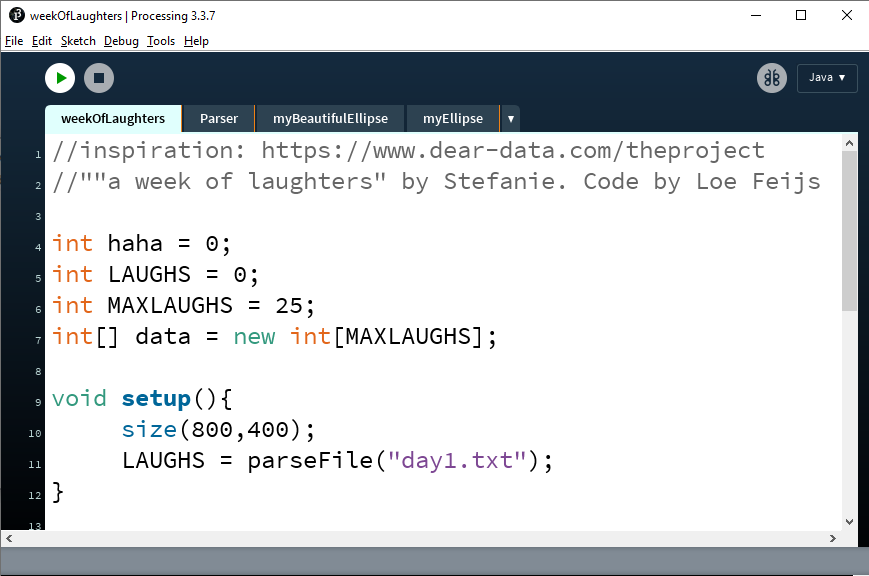 weekOfLaughters | Processing 3.3.7
File Edit Sketch Debug Tools Help
Java ▼
weekOfLaughters Parser myBeautifulEllipse myEllipse ▼
1 //inspiration: https://www.dear-data.com/theproject
2 //""a week of laughters" by Stefanie. Code by Loe Feijs
3
4 int haha = 0;
5 int LAUGHS = 0;
6 int MAXLAUGHS = 25;
7 int[] data = new int[MAXLAUGHS];
8
9 void setup(){
10 size(800,400);
11 LAUGHS = parseFile("day1.txt");
12 }
13